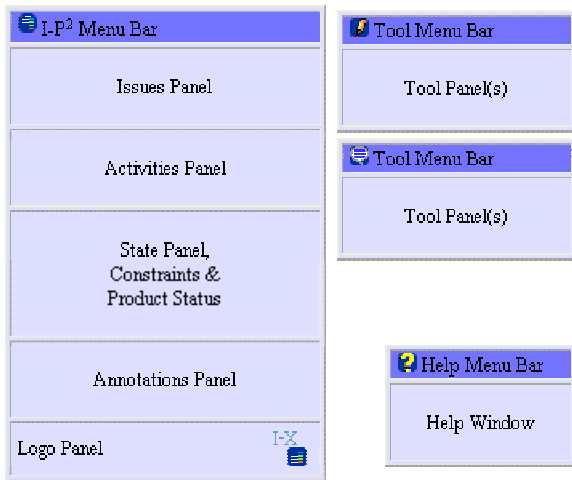 I-P² Menu Bar
Issues Panel
Activities Panel
State Panel,
Constraints &
Product Status
Annotations Panel
Logo Panel
I-X
Tool Menu Bar
Tool Panel(s)
Tool Menu Bar
Tool Panel(s)
? Help Menu Bar
Help Window